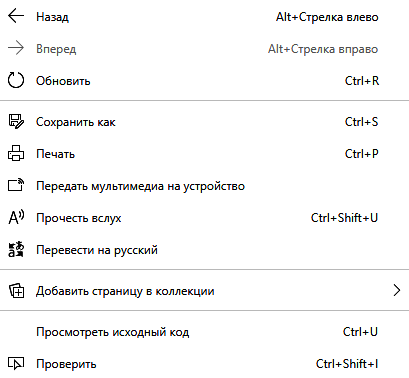 Назад Alt+Стрелка влево
Вперед Alt+Стрелка вправо
Обновить Ctrl+R
Сохранить как Ctrl+S
Печать Ctrl+P
Передать мультимедиа на устройство
Прочесть вслух Ctrl+Shift+U
Перевести на русский
Добавить страницу в коллекции
Просмотреть исходный код Ctrl+U
Проверить Ctrl+Shift+I